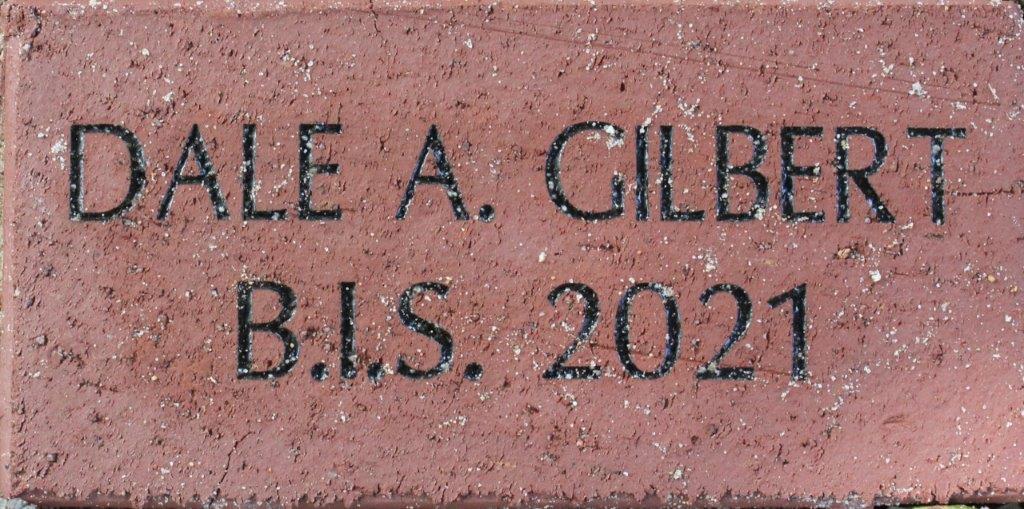 DALE A. GILBERT
B.I.S. 2021